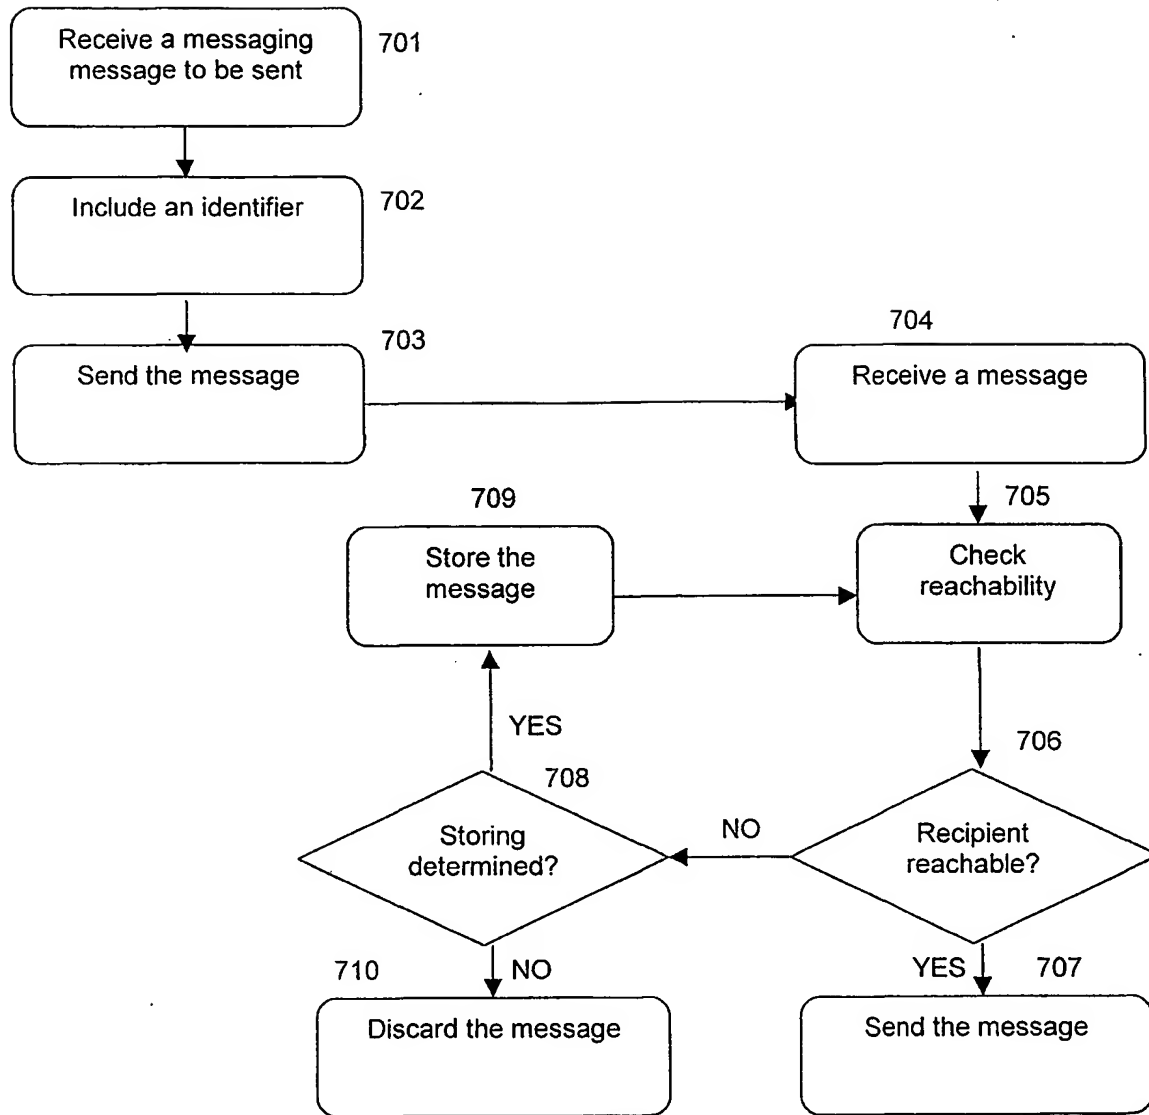 Receive a messaging
message to be sent
701
Include an identifier
702
703
Send the message
704
Receive a message
709
705
Store the
message
Check
reachability
YES
706
708
Storing
determined?
NO
Recipient
reachable?
710
NO
YES
707
Discard the message
Send the message